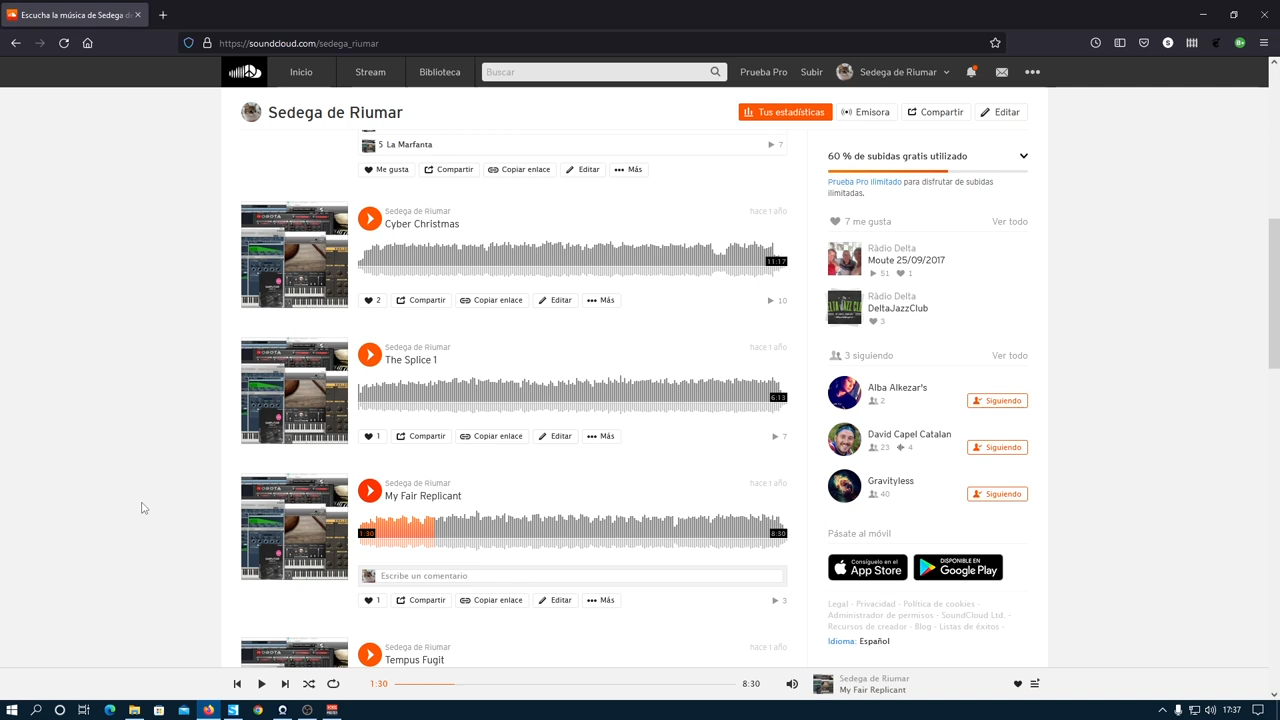 Escucha la música de Sedega d
https://soundcloud.com/sedega_riumar
Inicio
Stream
Biblioteca
Buscar
Prueba Pro
Subir
Sedega de Riumar
Sedega de Riumar
Tus estadísticas
Emisora
Compartir
Editar
5 La Marfanta
7
Me gusta
Compartir
Copiar enlace
Editar
Más
Sedega de Riumar
hace 1 año
Cyber Christmas
11:17
2
Compartir
Copiar enlace
Editar
Más
10
Sedega de Riumar
hace 1 año
The Splicer I
6:13
1
Compartir
Copiar enlace
Editar
Más
7
Sedega de Riumar
hace 1 año
My Fair Replicant
1:30
8:30
Escribe un comentario
1
Compartir
Copiar enlace
Editar
Más
3
Sedega de Riumar
hace 1 año
Tempus Fugit
60 % de subidas gratis utilizado
Prueba Pro Ilimitado para disfrutar de subidas
ilimitadas.
7 me gusta
Ver todo
Ràdio Delta
Moute 25/09/2017
51
1
Ràdio Delta
DeltaJazzClub
3
3 siguiendo
Ver todo
Alba Alkezar's
2
Siguiendo
David Capel Catalan
23
4
Siguiendo
Gravityless
40
Siguiendo
Pásate al móvil
Consíguelo en el
App Store
DISPONIBLE EN
Google Play
Legal - Privacidad - Política de cookies -
Administrador de permisos - SoundCloud Ltd. -
Recursos de creador - Blog - Listas de éxitos -
Idioma: Español
1:30
8:30
Sedega de Riumar
My Fair Replicant
17:37